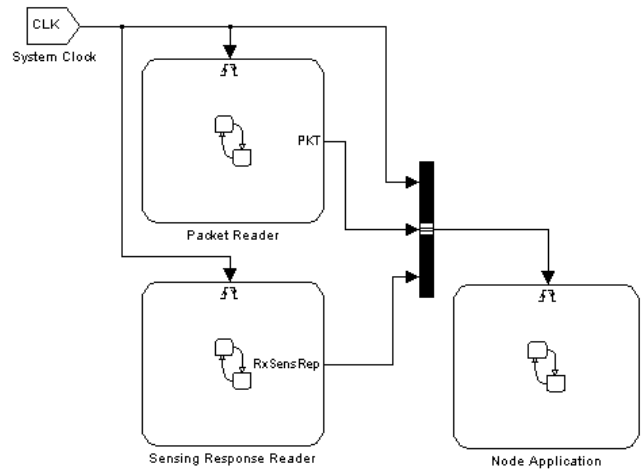 CLK
System Clock
PKT
Packet Reader
RxSensRep
Sensing Response Reader
Node Application